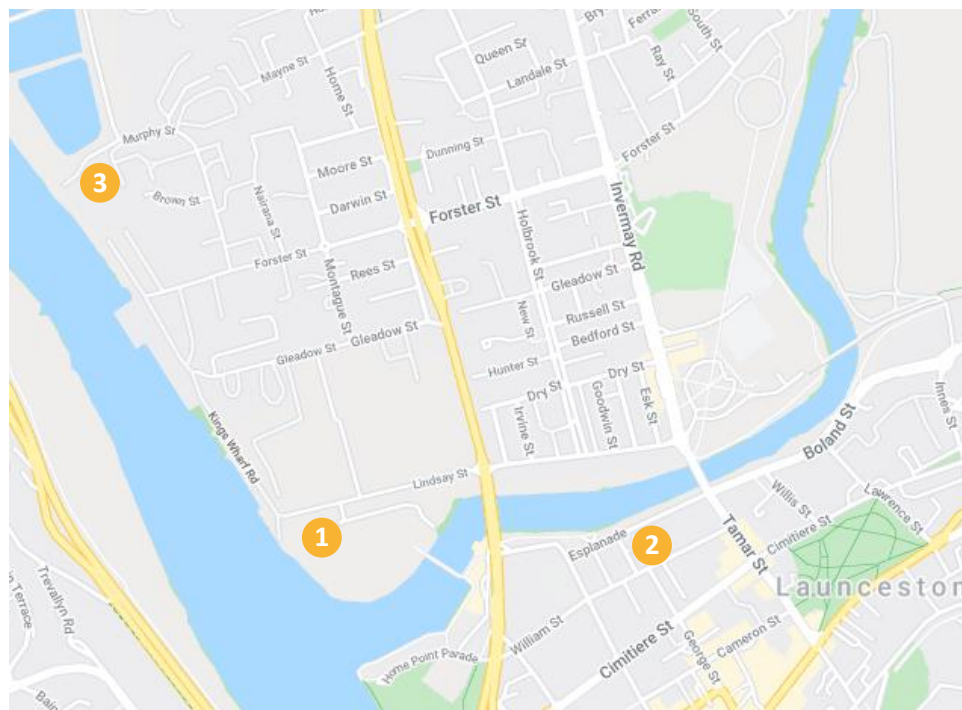 Bry
Ferra
South St
Queen St
Ray St
Mayne St
Home St
Landale St
Murphy St
Dunning St
Forster St
Moore St
3
Brown St
Nairana St
Darwin St
Forster St
Invermay Rd
Holbrook St
Forster St
Rees St
Montague St
Gleadow St
New St
Russell St
Gleadow St
Gleadow St
Bedford St
Hunter St
Dry St
Dry St
Esk St
Innes St
Irvine St
Goodwin St
Boland St
Kings Wharf Rd
Lindsay St
Willis St
Lawrence St
1
Esplanade
2
Tamar St
Cimitiere St
Launceston
Terrace
Trevallyn Rd
William St
Cimitiere St
George St
Cameron St
Home Point Parade
Bain